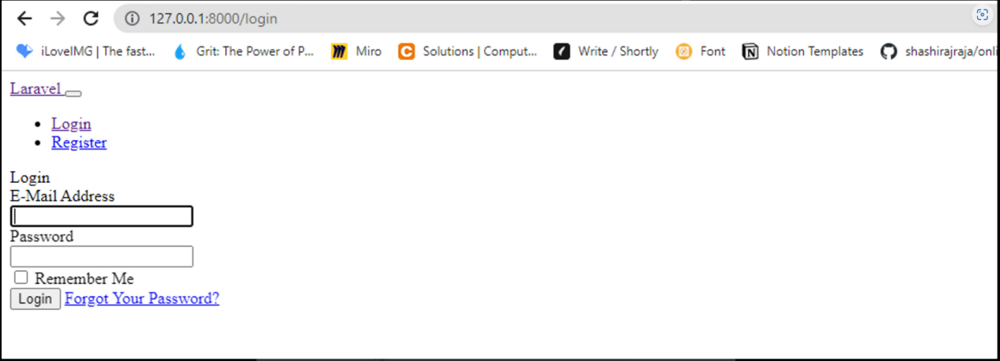 127.0.0.1:8000/login
iLoveIMG | The fast... Grit: The Power of P... Miro Solutions | Comput... Write / Shortly Font Notion Templates shashirajraja/onli
Laravel
Login
Register
Login
E-Mail Address
Password
Remember Me
Login Forgot Your Password?